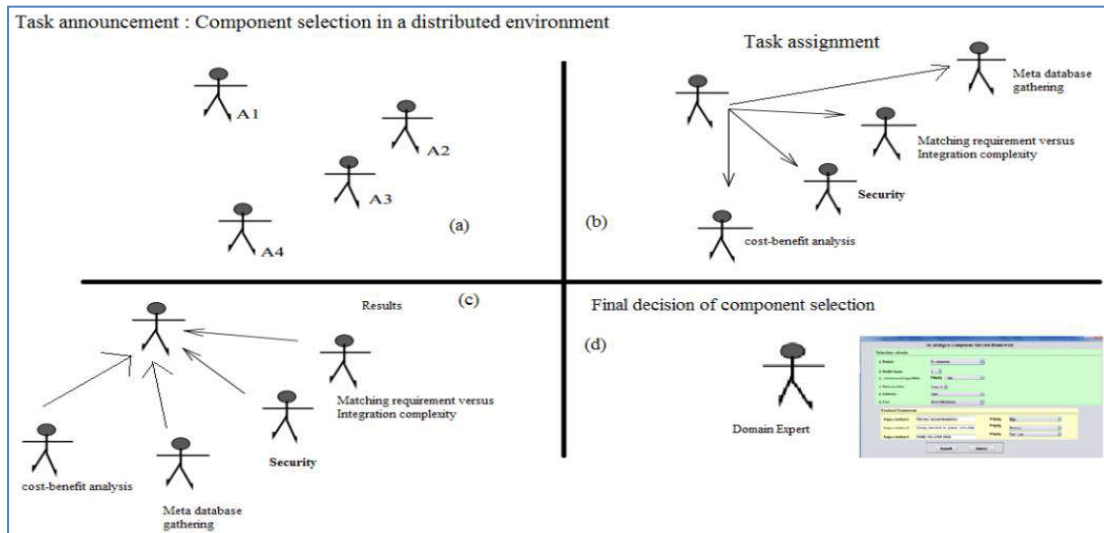 Task announcement : Component selection in a distributed environment
A1
A2
A3
A4
(a)
Task assignment
Meta database
gathering
Matching requirement versus
Integration complexity
Security
(b)
cost-benefit analysis
Results
(c)
Matching requirement versus
Integration complexity
Security
cost-benefit analysis
Meta database
gathering
Final decision of component selection
(d)
Domain Expert